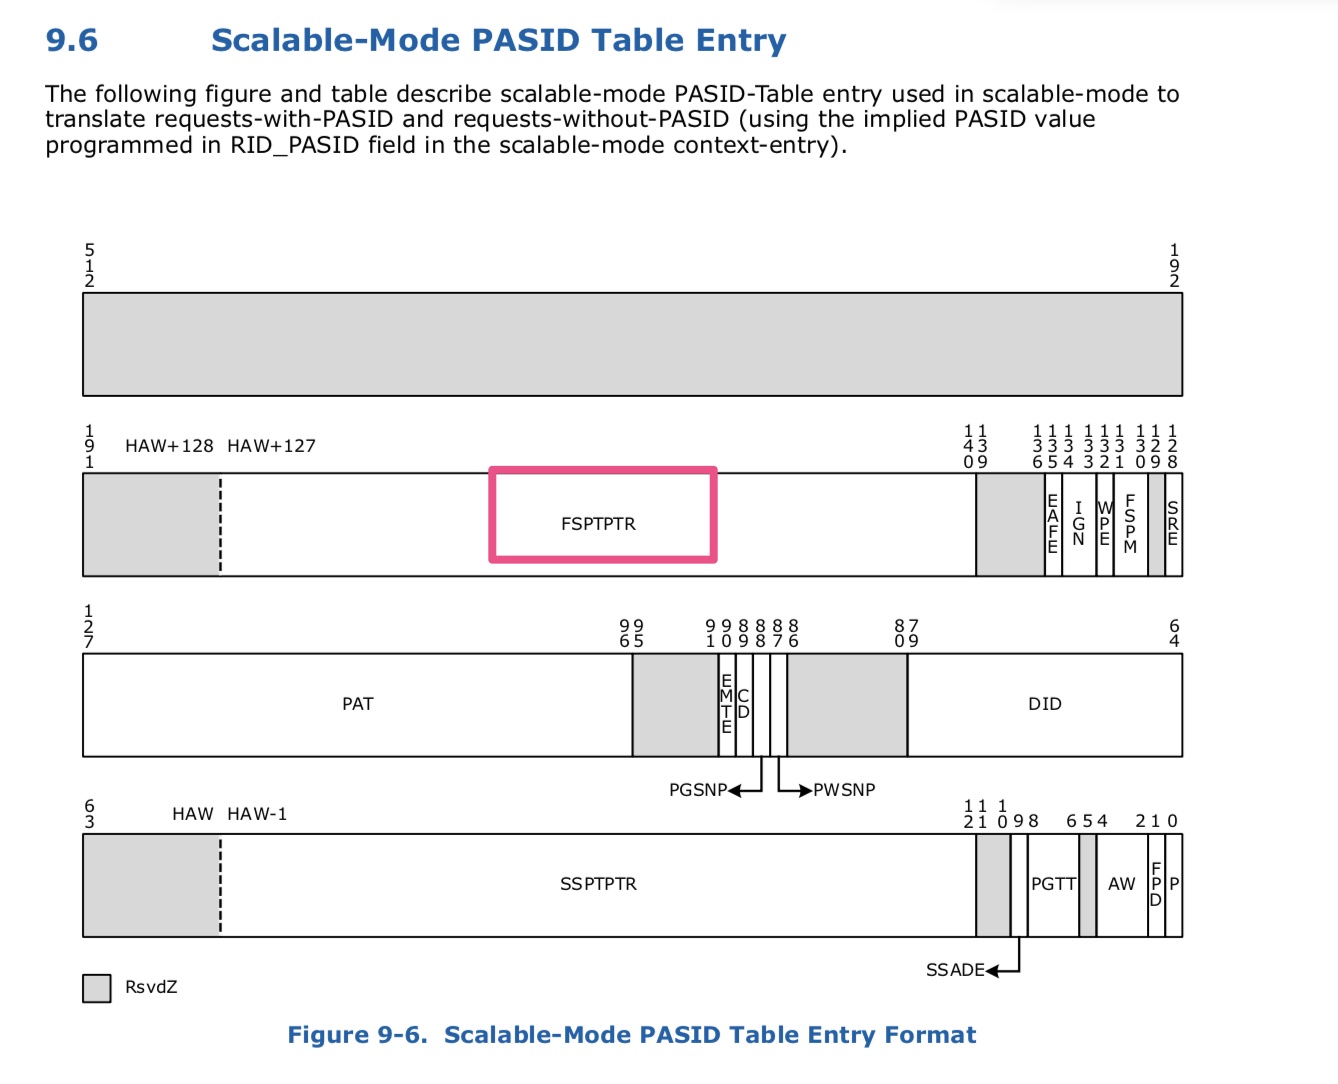 9.6 Scalable-Mode PASID Table Entry
The following figure and table describe scalable-mode PASID-Table entry used in scalable-mode to
translate requests-with-PASID and requests-without-PASID (using the implied PASID value
programmed in RID_PASID field in the scalable-mode context-entry).
512 192
191 HAW+128 HAW+127 140 139 136 135 134 133 132 131 130 129 128
FSPTPTR EAFE IGN WPE FSPM SRE
127 96 95 91 90 89 88 87 86 80 79 64
PAT EMTE CD DID
PGSNP PWSNP
63 HAW HAW-1 12 11 10 9 8 6 5 4 2 1 0
SSPTPTR PGTT AW FPD P
SSADE
RsvdZ
Figure 9-6. Scalable-Mode PASID Table Entry Format